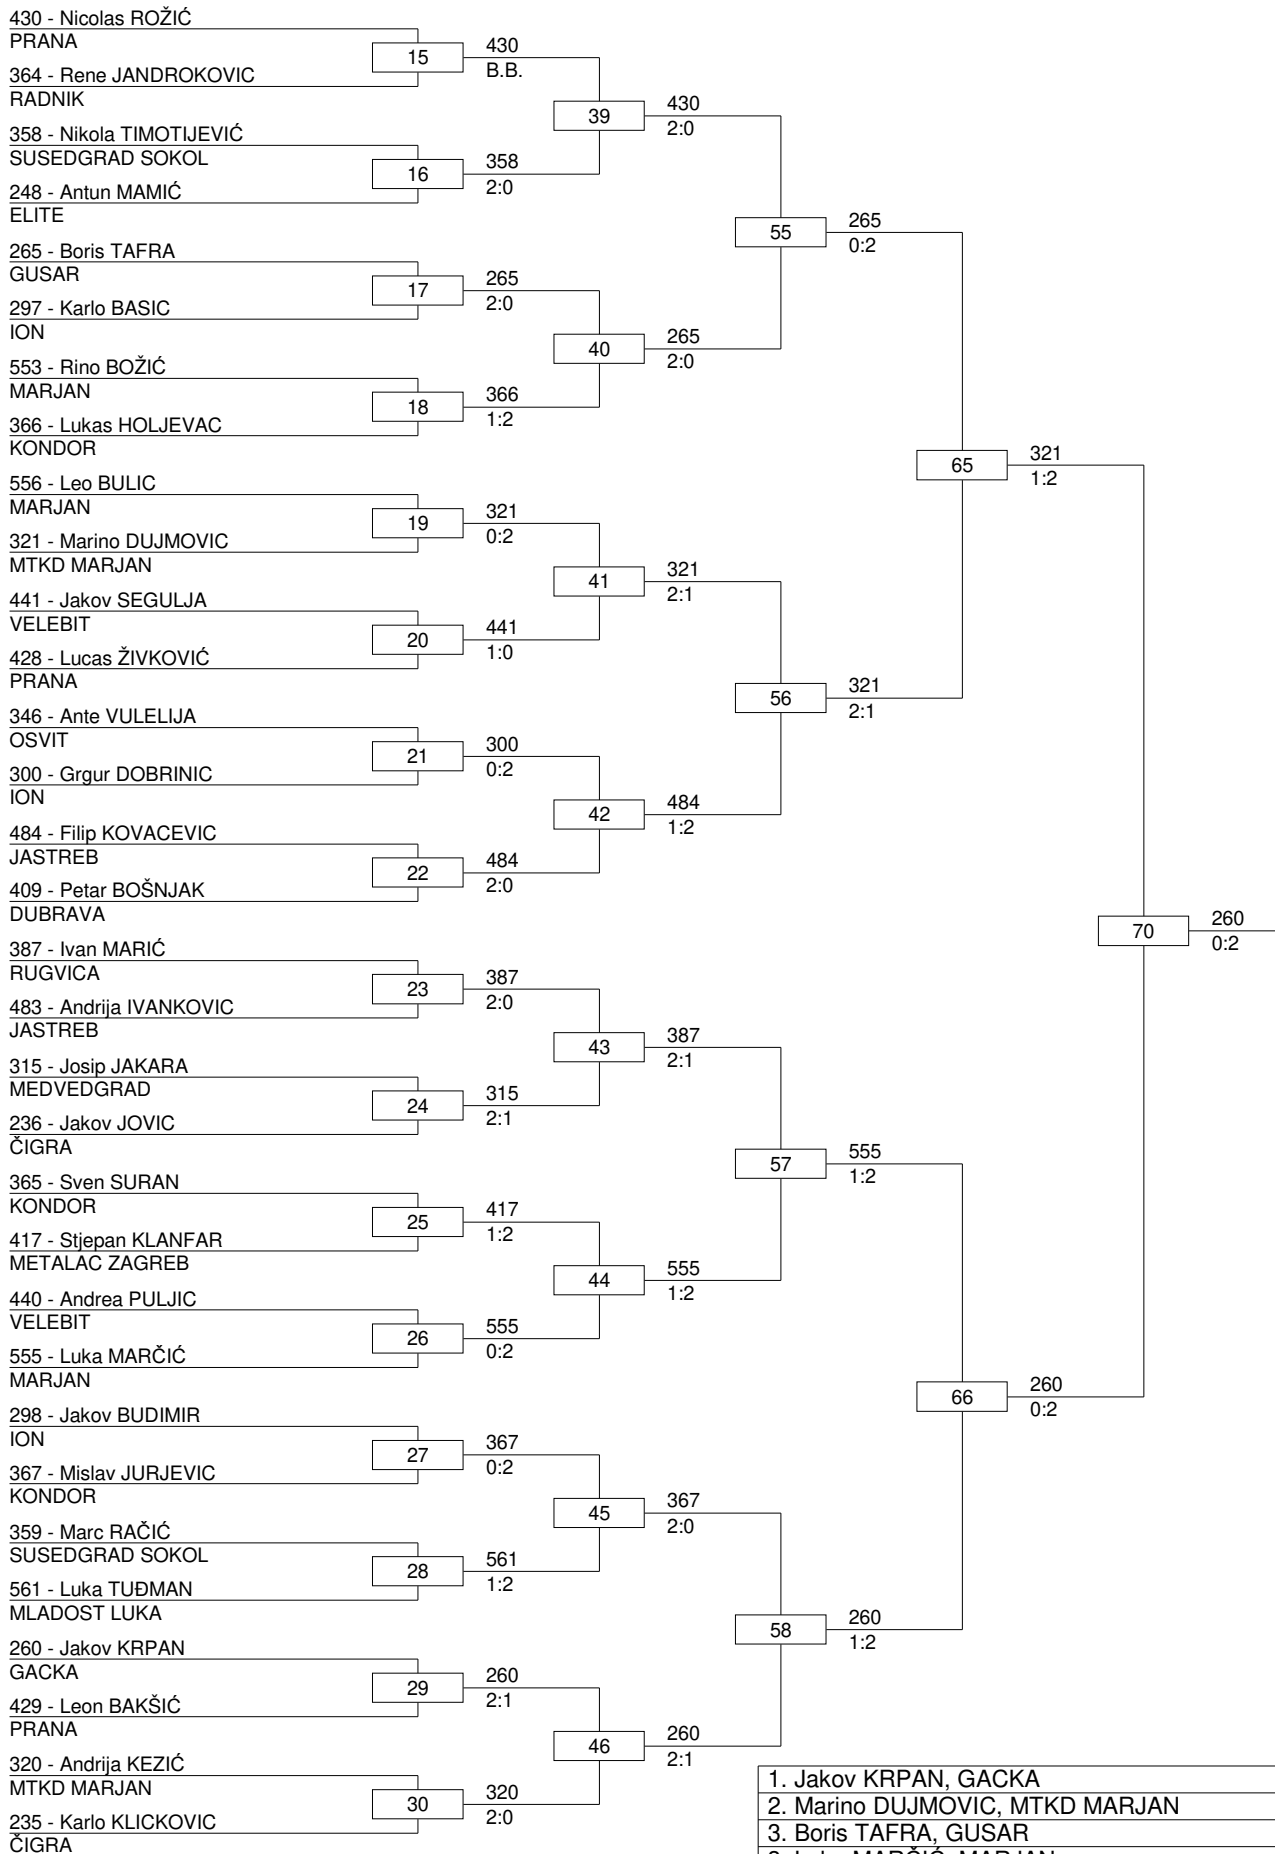 430 - Nicolas ROŽIĆ
PRANA
15
430
B.B.
364 - Rene JANDROKOVIC
RADNIK
39
430
2:0
358 - Nikola TIMOTIJEVIĆ
SUSEDGRAD SOKOL
16
358
2:0
248 - Antun MAMIĆ
ELITE
55
265
0:2
265 - Boris TAFRA
GUSAR
17
265
2:0
297 - Karlo BASIC
ION
40
265
2:0
553 - Rino BOŽIĆ
MARJAN
18
366
1:2
366 - Lukas HOLJEVAC
KONDOR
65
321
1:2
556 - Leo BULIC
MARJAN
19
321
0:2
321 - Marino DUJMOVIC
MTKD MARJAN
41
321
2:1
441 - Jakov SEGULJA
VELEBIT
20
441
1:0
428 - Lucas ŽIVKOVIĆ
PRANA
56
321
2:1
346 - Ante VULELIJA
OSVIT
21
300
0:2
300 - Grgur DOBRINIC
ION
42
484
1:2
484 - Filip KOVACEVIC
JASTREB
22
484
2:0
409 - Petar BOŠNJAK
DUBRAVA
70
260
0:2
387 - Ivan MARIĆ
RUGVICA
23
387
2:0
483 - Andrija IVANKOVIC
JASTREB
43
387
2:1
315 - Josip JAKARA
MEDVEDGRAD
24
315
2:1
236 - Jakov JOVIC
ČIGRA
57
555
1:2
365 - Sven SURAN
KONDOR
25
417
1:2
417 - Stjepan KLANFAR
METALAC ZAGREB
44
555
1:2
440 - Andrea PULJIC
VELEBIT
26
555
0:2
555 - Luka MARČIĆ
MARJAN
66
260
0:2
298 - Jakov BUDIMIR
ION
27
367
0:2
367 - Mislav JURJEVIC
KONDOR
45
367
2:0
359 - Marc RAČIĆ
SUSEDGRAD SOKOL
28
561
1:2
561 - Luka TUĐMAN
MLADOST LUKA
58
260
1:2
260 - Jakov KRPAN
GACKA
29
260
2:1
429 - Leon BAKŠIĆ
PRANA
46
260
2:1
320 - Andrija KEZIĆ
MTKD MARJAN
30
320
2:0
235 - Karlo KLICKOVIC
ČIGRA
1. Jakov KRPAN, GACKA
2. Marino DUJMOVIC, MTKD MARJAN
3. Boris TAFRA, GUSAR
3. Luka MARČIĆ, MARJAN